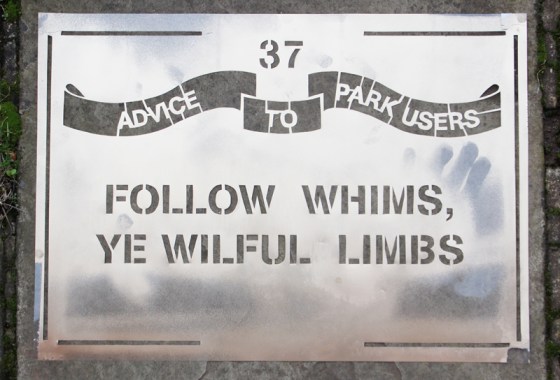 37
ADVICE TO PARK USERS
FOLLOW WHIMS,
YE WILFUL LIMBS